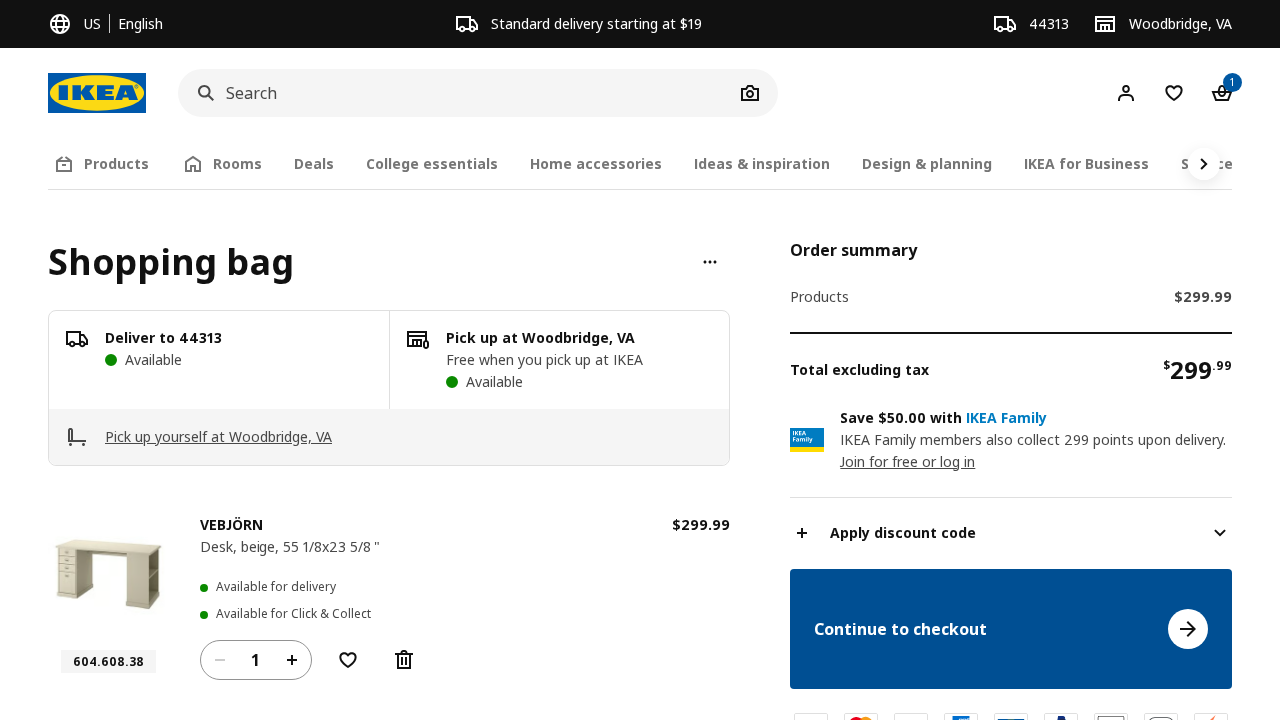 US English
Standard delivery starting at $19
44313
Woodbridge, VA
IKEA
Search
1
Products
Rooms
Deals
College essentials
Home accessories
Ideas & inspiration
Design & planning
IKEA for Business
Shopping bag
Deliver to 44313
Available
Pick up at Woodbridge, VA
Free when you pick up at IKEA
Available
Pick up yourself at Woodbridge, VA
VEBJÖRN
$299.99
Desk, beige, 55 1/8x23 5/8 "
Available for delivery
Available for Click & Collect
1
604.608.38
Order summary
Products
$299.99
Total excluding tax
$299.99
Save $50.00 with IKEA Family
IKEA Family
IKEA Family members also collect 299 points upon delivery.
Join for free or log in
Apply discount code
Continue to checkout